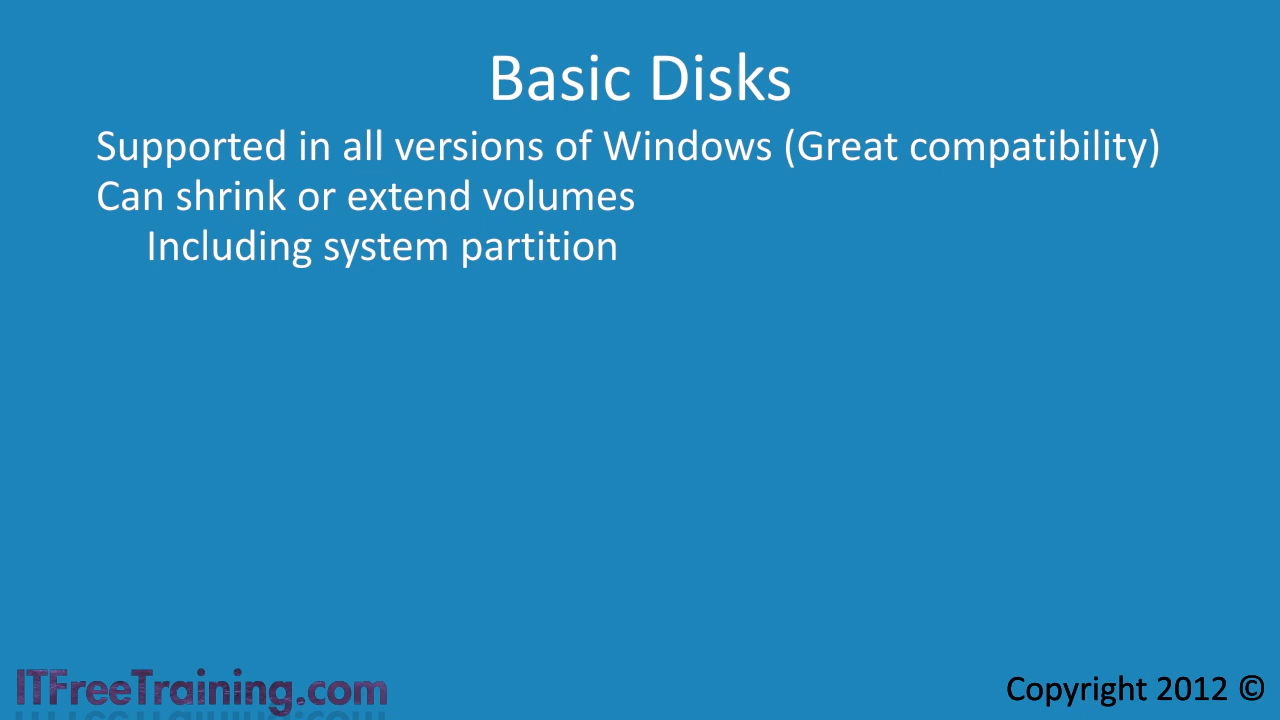 Basic Disks
Supported in all versions of Windows (Great compatibility)
Can shrink or extend volumes
Including system partition
ITFreeTraining.com
Copyright 2012 ©